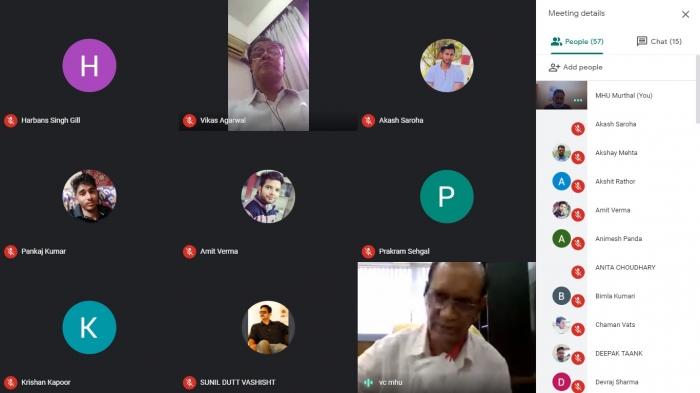 H
Harbans Singh Gill
Vikas Agarwal
Akash Saroha
Pankaj Kumar
Amit Verma
P
Prakram Sehgal
K
Krishan Kapoor
SUNIL DUTT VASHISHT
vc mhu
Meeting details
People (57)
Chat (15)
Add people
MHU Murthal (You)
Akash Saroha
Akshay Mehta
A
Akshit Rathor
Amit Verma
A
Animesh Panda
ANITA CHOUDHARY
B
Bimla Kumari
Chaman Vats
DEEPAK TAANK
D
Devraj Sharma